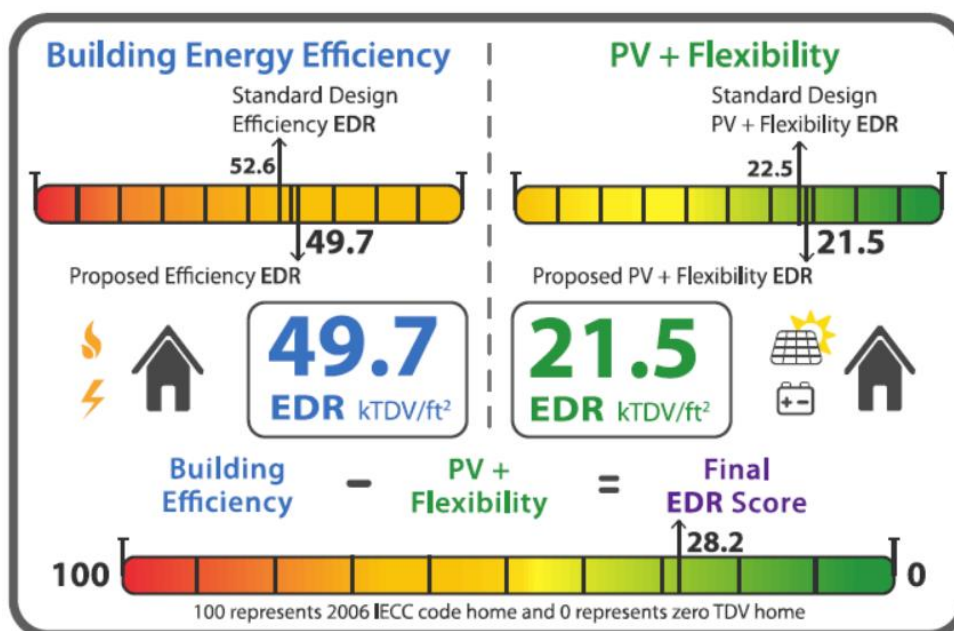 Building Energy Efficiency
Standard Design
Efficiency EDR
52.6
49.7
Proposed Efficiency EDR
49.7
EDR kTDV/ft²
PV + Flexibility
Standard Design
PV + Flexibility EDR
22.5
21.5
Proposed PV + Flexibility EDR
21.5
EDR kTDV/ft²
+ -
Building
Efficiency
-
PV +
Flexibility
=
Final
EDR Score
28.2
100
0
100 represents 2006 IECC code home and 0 represents zero TDV home